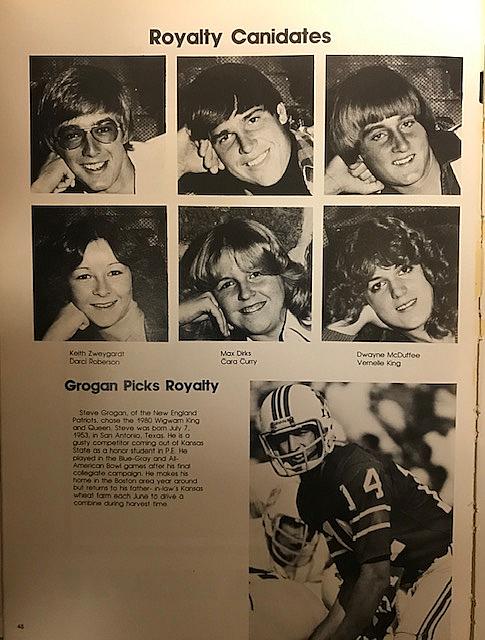 Royalty Canidates
Keith Zweygardt
Darci Roberson
Max Dirks
Cara Curry
Dwayne McDuffee
Vernelle King
Grogan Picks Royalty
Steve Grogan, of the New England
Patriots, chose the 1980 Wigwam King
and Queen. Steve was born July 7,
1953, in San Antonio, Texas. He is a
gusty competitor coming out of Kansas
State as a honor student in P.E. He
played in the Blue-Gray and All-
American Bowl games after his final
collegiate campaign. He makes his
home in the Boston area year around
but returns to his father- in-law's Kansas
wheat farm each June to drive a
combine during harvest time.
14
48